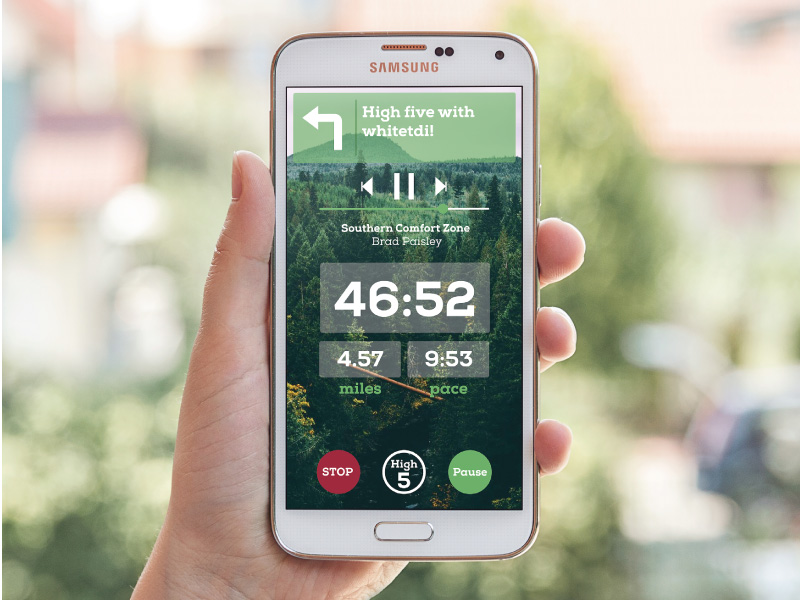 SAMSUNG
High five with
whitetdi!
Southern Comfort Zone
Brad Paisley
46:52
4.57
9:53
miles
pace
STOP
High
5
Pause